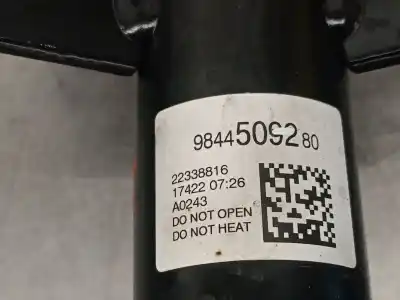 9844509280
22338816
17422 07:26
A0243
DO NOT OPEN
DO NOT HEAT